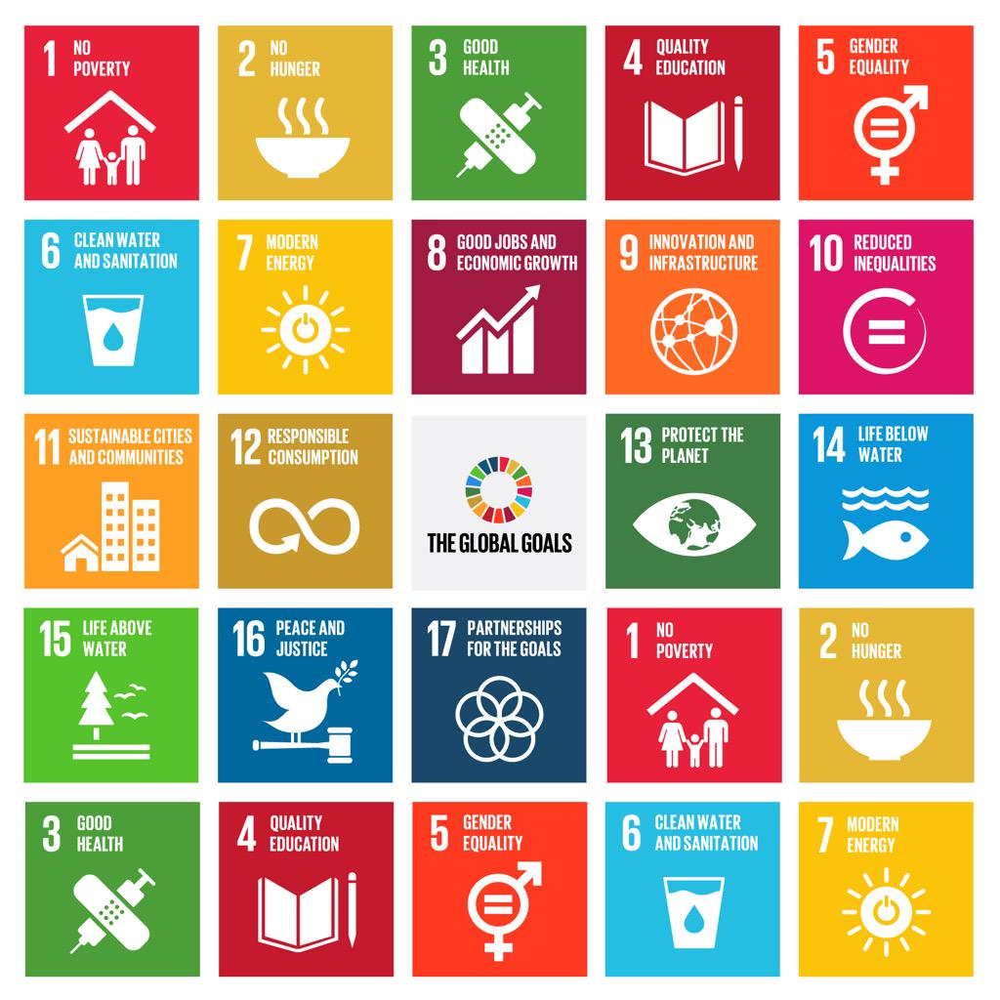 1 NO
POVERTY
2 NO
HUNGER
3 GOOD
HEALTH
4 QUALITY
EDUCATION
5 GENDER
EQUALITY
6 CLEAN WATER
AND SANITATION
7 MODERN
ENERGY
8 GOOD JOBS AND
ECONOMIC GROWTH
9 INNOVATION AND
INFRASTRUCTURE
10 REDUCED
INEQUALITIES
11 SUSTAINABLE CITIES
AND COMMUNITIES
12 RESPONSIBLE
CONSUMPTION
THE GLOBAL GOALS
13 PROTECT THE
PLANET
14 LIFE BELOW
WATER
15 LIFE ABOVE
WATER
16 PEACE AND
JUSTICE
17 PARTNERSHIPS
FOR THE GOALS
1 NO
POVERTY
2 NO
HUNGER
3 GOOD
HEALTH
4 QUALITY
EDUCATION
5 GENDER
EQUALITY
6 CLEAN WATER
AND SANITATION
7 MODERN
ENERGY